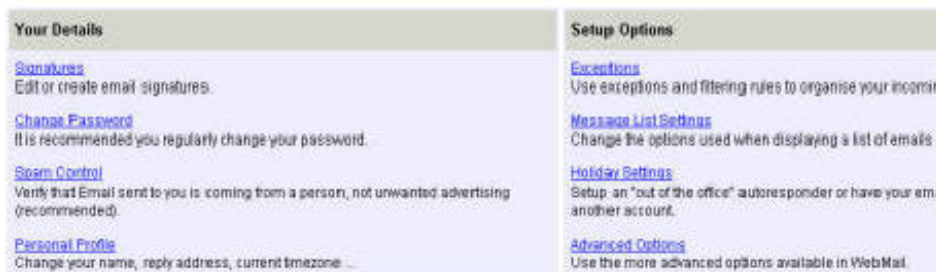 Your Details
Signatures
Edit or create email signatures.
Change Password
It is recommended you regularly change your password.
Spam Control
Verify that Email sent to you is coming from a person, not unwanted advertising
(recommended).
Personal Profile
Change your name, reply address, current timezone ...
Setup Options
Exceptions
Use exceptions and filtering rules to organise your
Message List Settings
Change the options used when displaying a list of emails
Holiday Settings
Setup an "out of the office" autoresponder or have your
another account.
Advanced Options
Use the more advanced options available in WebMail.